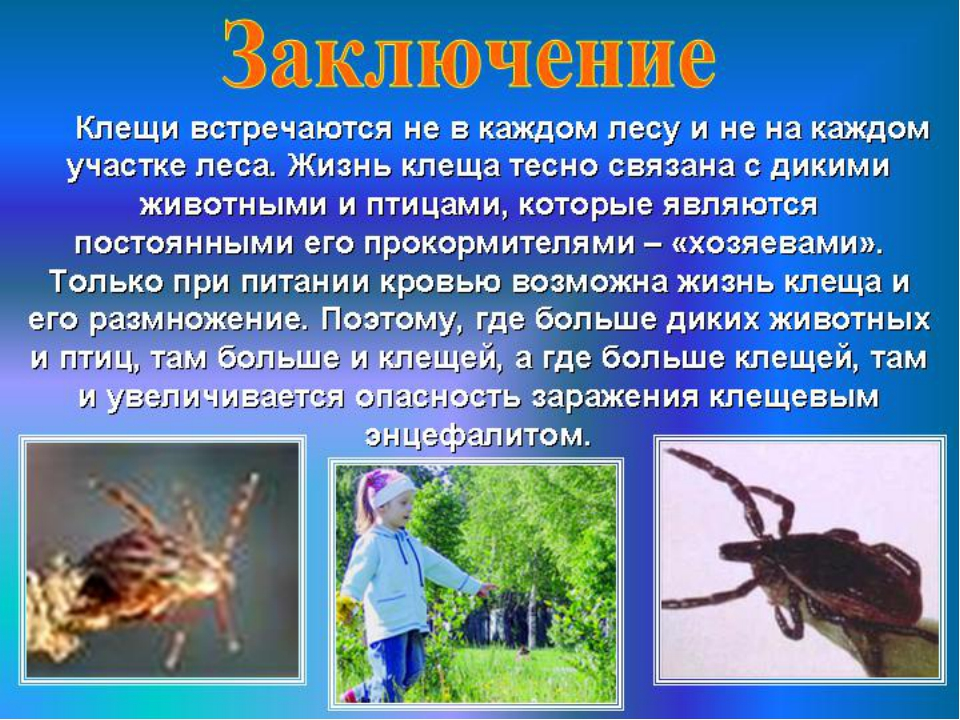 Заключение
Клещи встречаются не в каждом лесу и не на каждом
участке леса. Жизнь клеща тесно связана с дикими
животными и птицами, которые являются
постоянными его прокормителями – «хозяевами».
Только при питании кровью возможна жизнь клеща и
его размножение. Поэтому, где больше диких животных
и птиц, там больше и клещей, а где больше клещей, там
и увеличивается опасность заражения клещевым
энцефалитом.